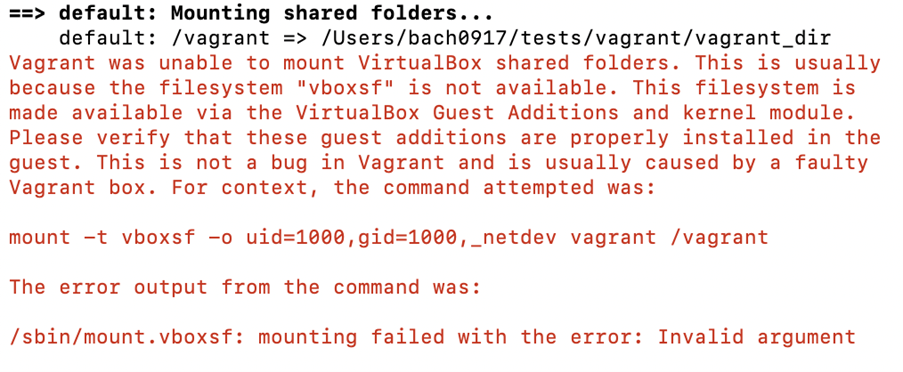 ==> default: Mounting shared folders...
    default: /vagrant => /Users/bach0917/tests/vagrant/vagrant_dir
Vagrant was unable to mount VirtualBox shared folders. This is usually
because the filesystem "vboxsf" is not available. This filesystem is
made available via the VirtualBox Guest Additions and kernel module.
Please verify that these guest additions are properly installed in the
guest. This is not a bug in Vagrant and is usually caused by a faulty
Vagrant box. For context, the command attempted was:

mount -t vboxsf -o uid=1000,gid=1000,_netdev vagrant /vagrant

The error output from the command was:

/sbin/mount.vboxsf: mounting failed with the error: Invalid argument